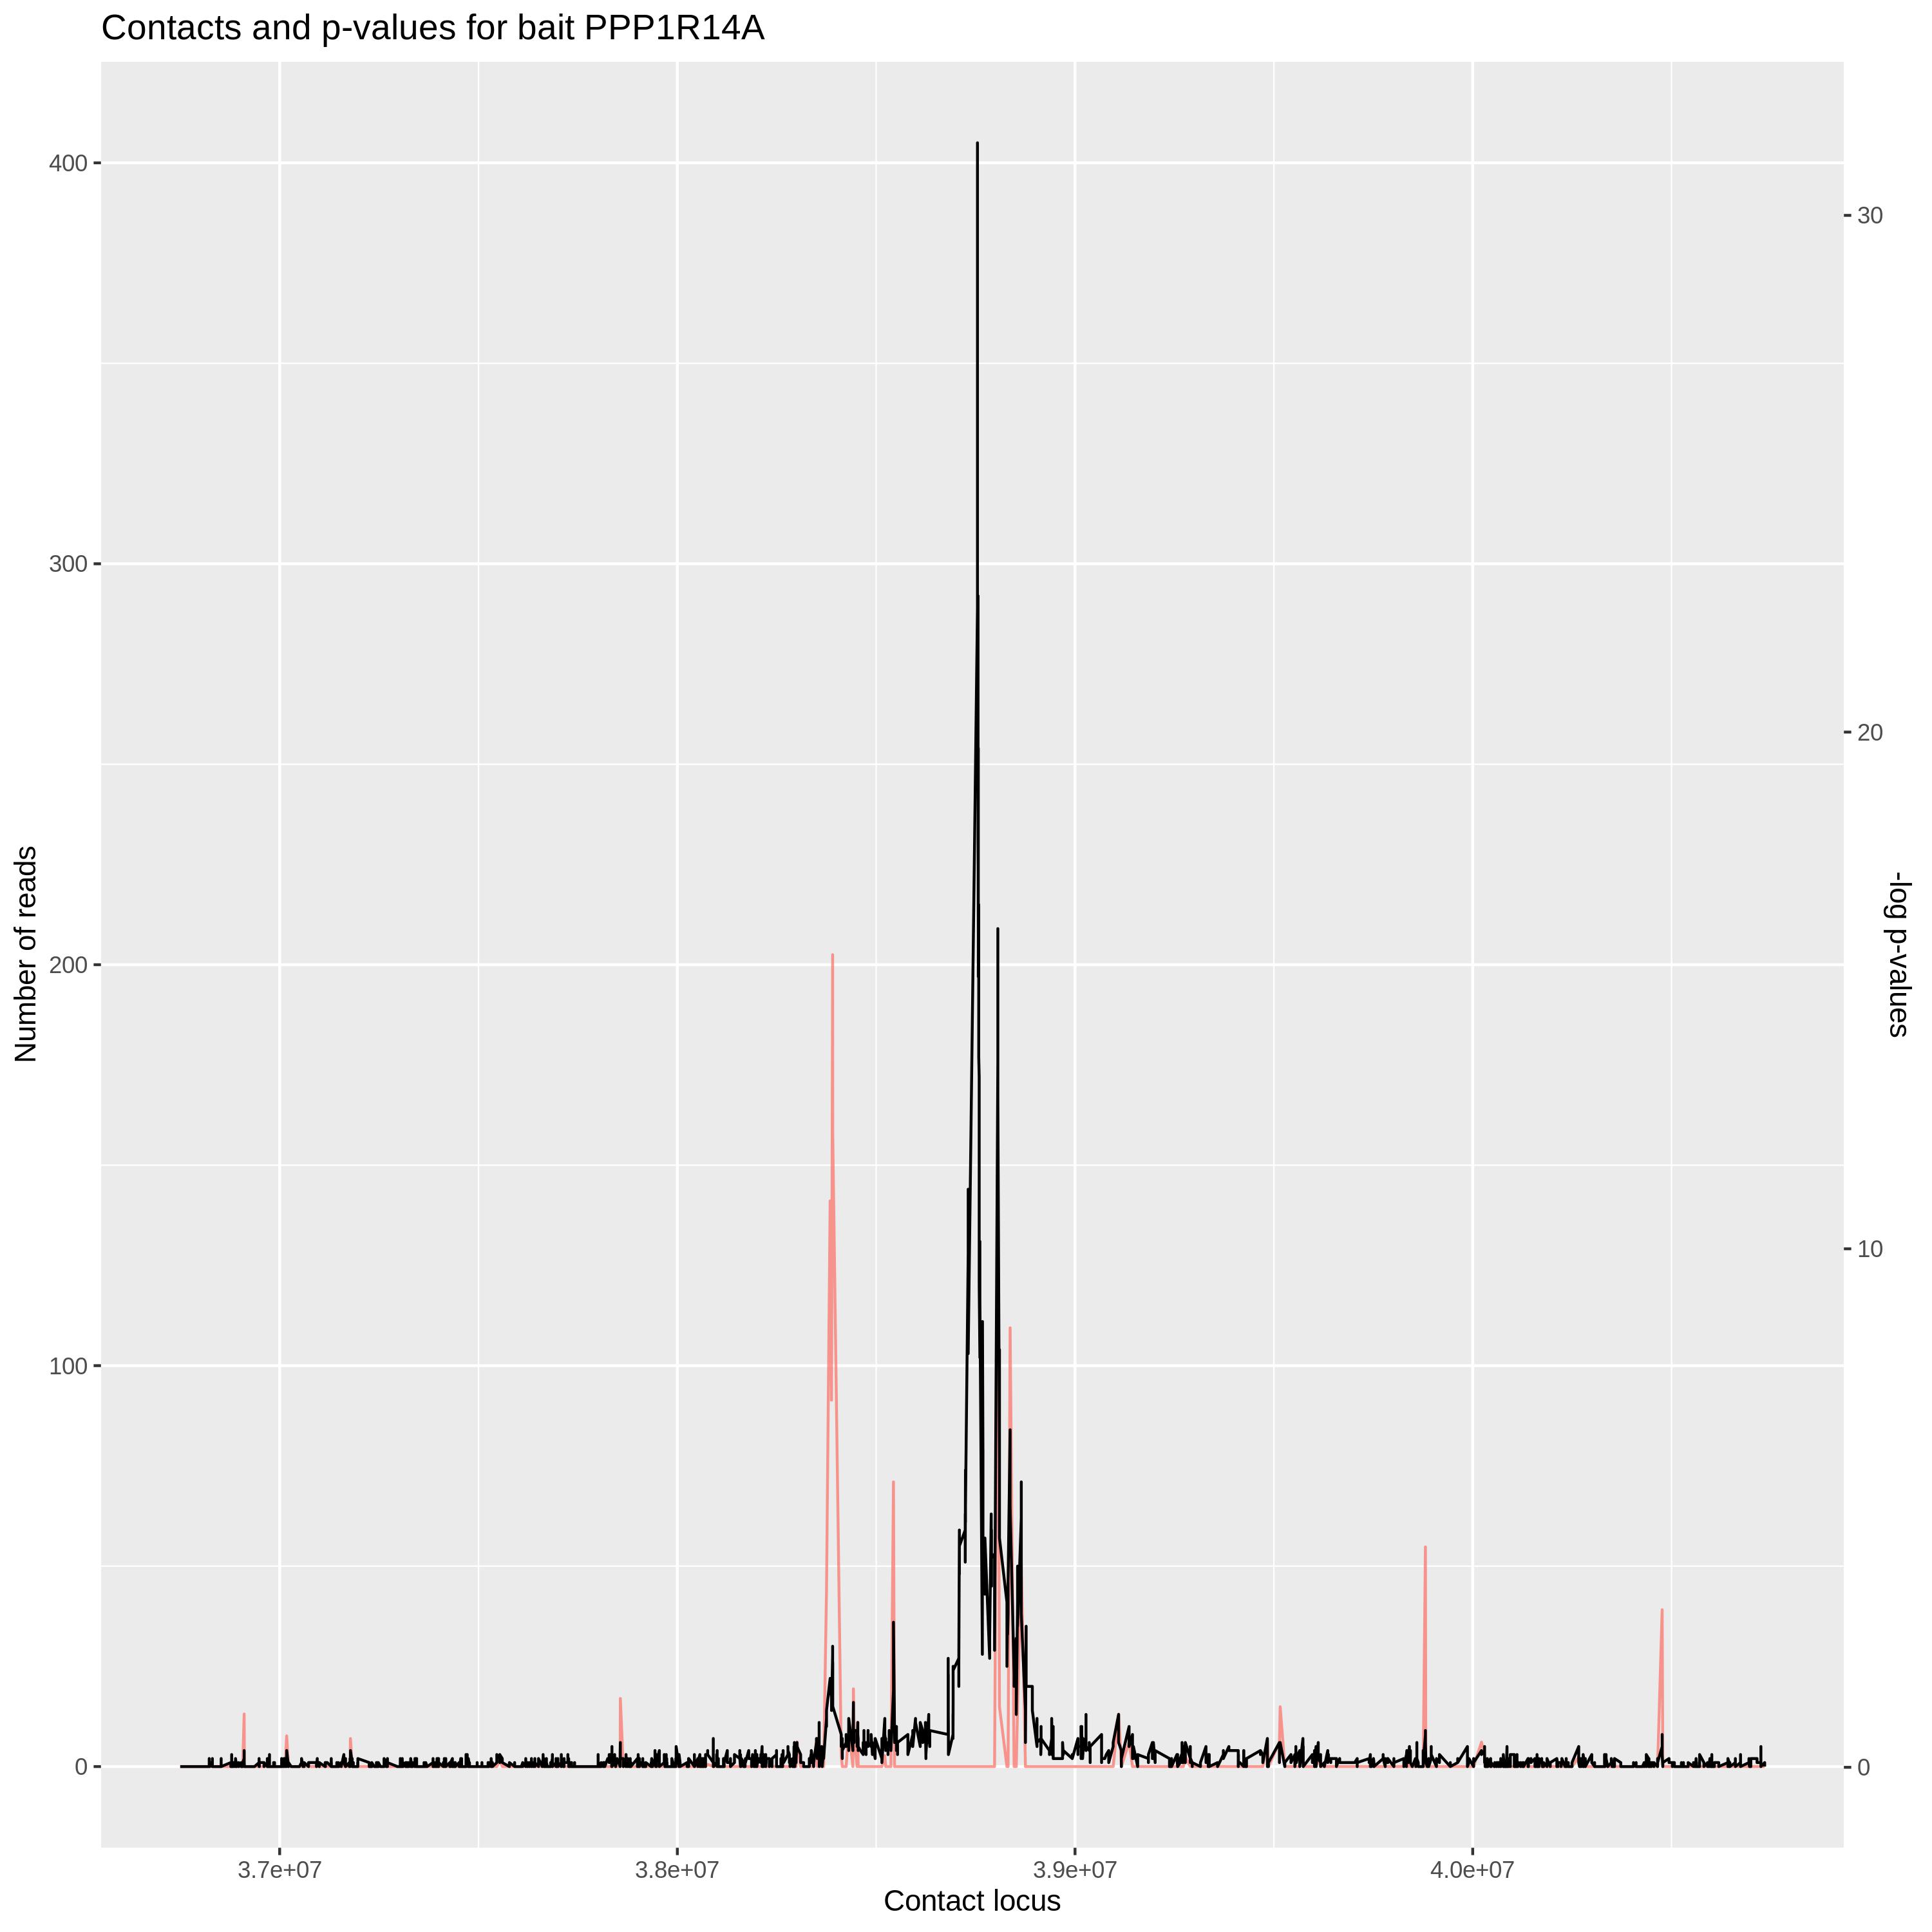 Contacts and p-values for bait PPP1R14A
400
300
200
100
0
Number of reads
30
20
10
0
-log p-values
3.7e+07
3.8e+07
3.9e+07
4.0e+07
Contact locus